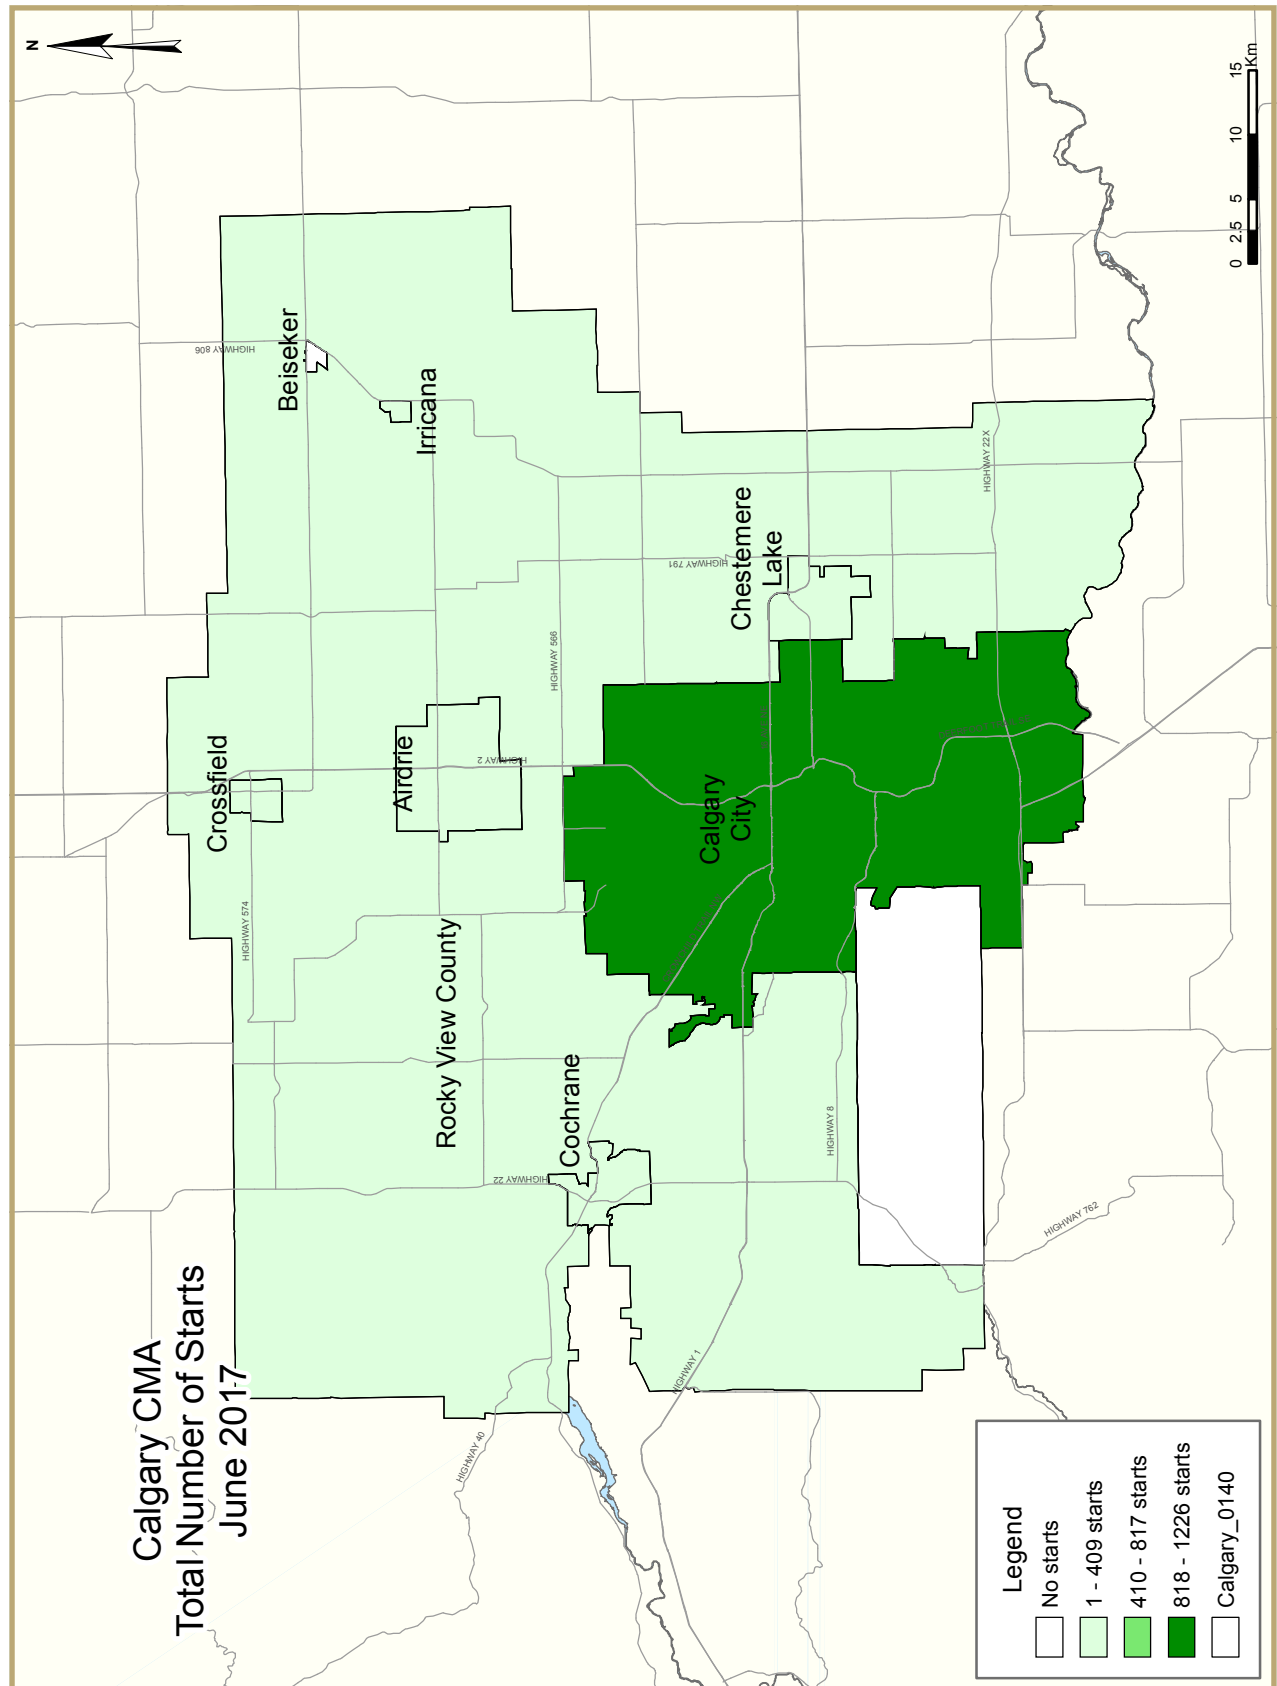 Calgary CMA
Total Number of Starts
June 2017
N
Crossfield
Beiseker
Irricana
Airdrie
Rocky View County
Cochrane
Calgary
City
Chestemere
Lake
HIGHWAY 574
HIGHWAY 806
HIGHWAY 2
HIGHWAY 566
HIGHWAY 791
HIGHWAY 22
HIGHWAY 40
HIGHWAY 1
HIGHWAY 8
HIGHWAY 22X
HIGHWAY 762
Legend
No starts
1 - 409 starts
410 - 817 starts
818 - 1226 starts
Calgary_0140
0 2.5 5 10 15
Km